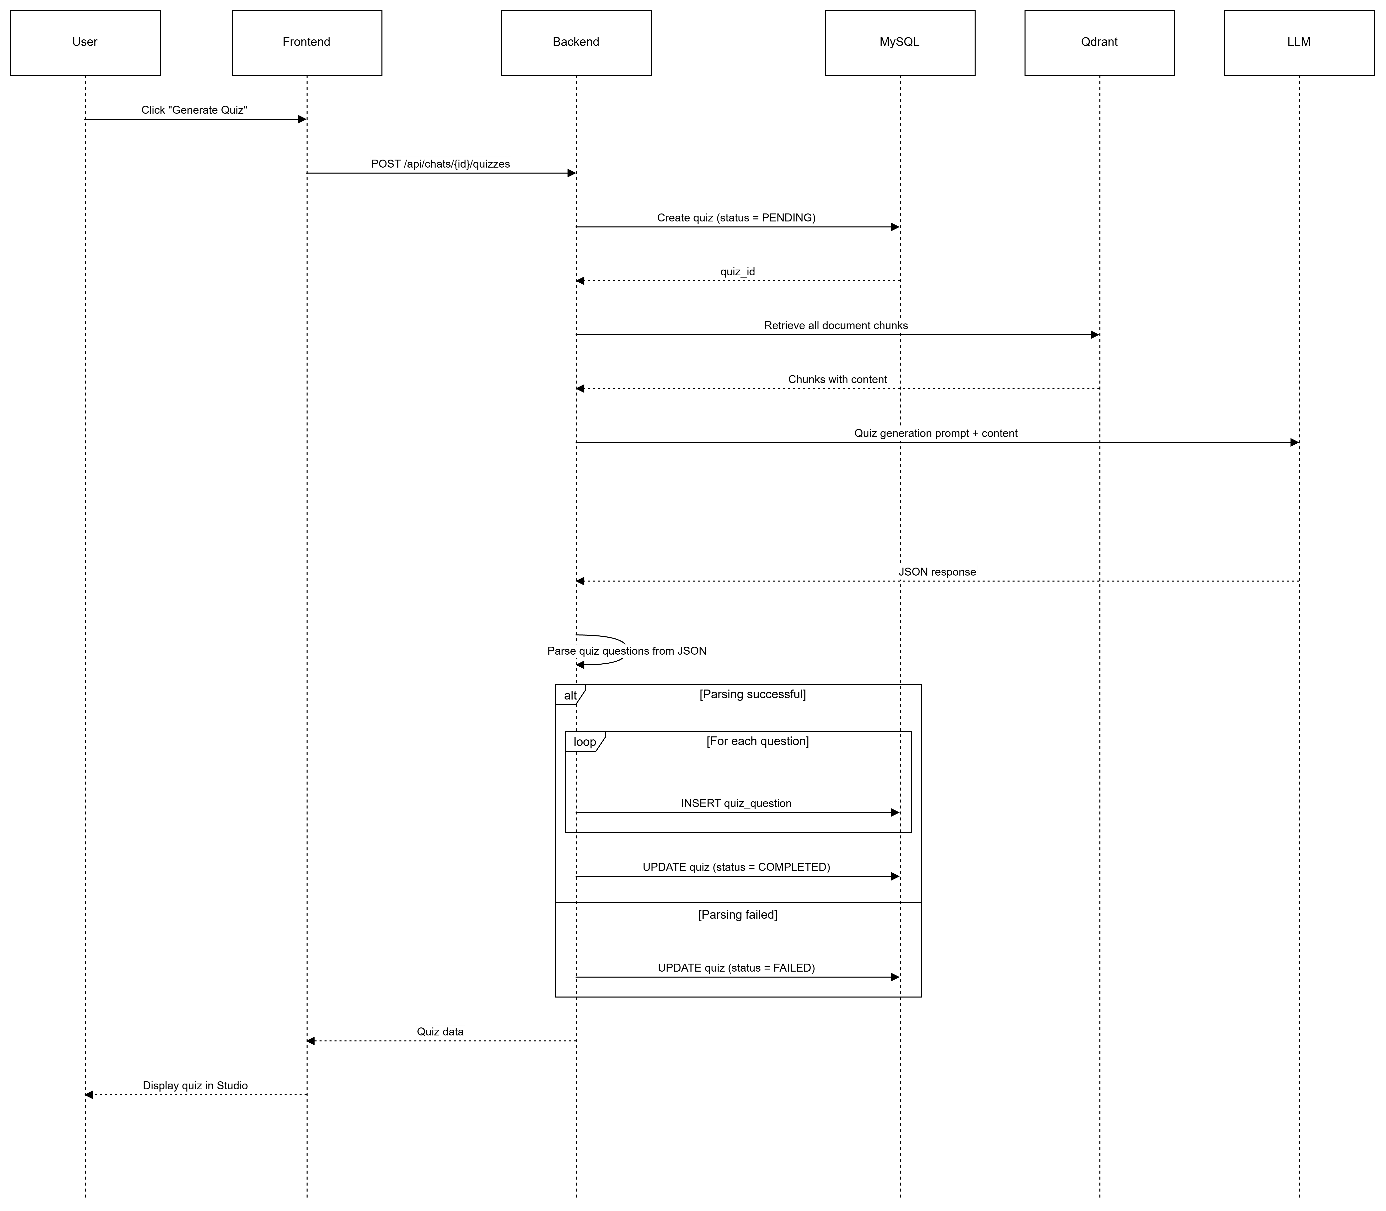 User
Frontend
Backend
MySQL
Qdrant
LLM
Click "Generate Quiz"
POST /api/chats/{id}/quizzes
Create quiz (status = PENDING)
quiz_id
Retrieve all document chunks
Chunks with content
Quiz generation prompt + content
JSON response
Parse quiz questions from JSON
alt
[Parsing successful]
loop
[For each question]
INSERT quiz_question
UPDATE quiz (status = COMPLETED)
[Parsing failed]
UPDATE quiz (status = FAILED)
Quiz data
Display quiz in Studio